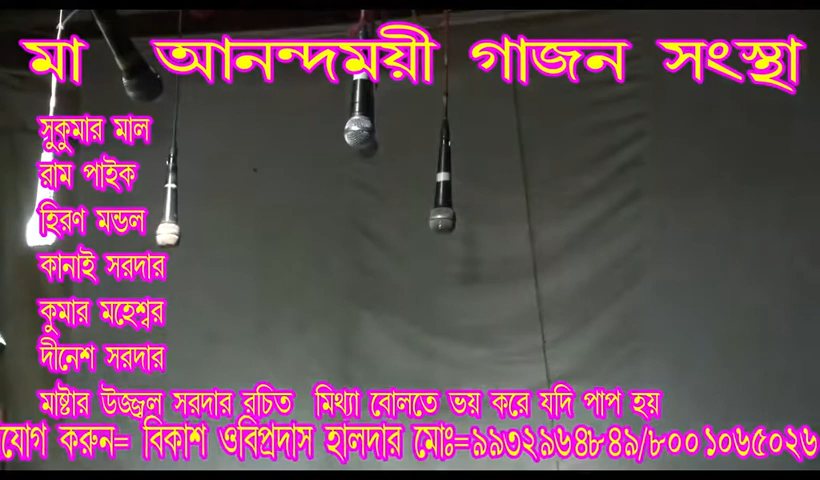 মা আনন্দময়ী গাজন সংস্থা
সুকুমার মাল
রাম পাইক
হিরণ মন্ডল
কানাই সরদার
কুমার মহেশ্বর
দীনেশ সরদার
মাষ্টার উজ্জ্বল সরদার রচিত মিথ্যা বোলতে ভয় করে যদি পাপ হয়
যোগ করুন= বিকাশ ওবিপ্রদাস হালদার মোঃ=৯৯৩২৯৬৪৮৪৯/৮০০১০৬৫০২৬